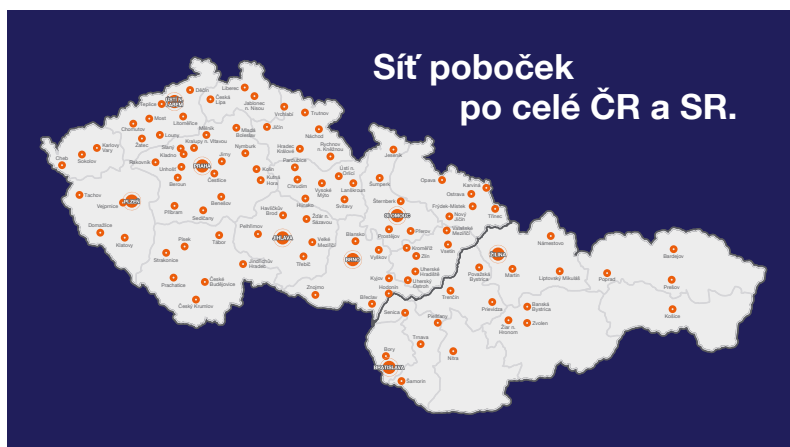 Síť poboček
po celé ČR a SR.
Děčín
Liberec
ÚSTÍ N. LABEM
Teplice
Česká
Lípa
Jablonec
n. Nisou
Most
Litoměřice
Vrchlabí
Trutnov
Chomutov
Žatec
Louny
Mělník
Mladá
Boleslav
Jičín
Náchod
Karlovy
Vary
Cheb
Sokolov
Rakovník
Slaný
Kladno
Kralupy n. Vltavou
Nymburk
Hradec
Králové
Rychnov
n. Kněžnou
Jeseník
Unhošť
PRAHA
Jirny
Kolín
Pardubice
Ústí n.
Orlicí
Opava
Karviná
Beroun
Čestlice
Kutná
Hora
Chrudim
Vysoké
Mýto
Lanškroun
Šumperk
Ostrava
Tachov
Vejprnice
PLZEŇ
Příbram
Benešov
Sedlčany
Hlinsko
Svitavy
Šternberk
Frýdek-Místek
Nový
Jičín
Třinec
Domažlice
Klatovy
Písek
Tábor
Pelhřimov
Havlíčkův
Brod
Žďár n.
Sázavou
OLOMOUC
Přerov
Valašské
Meziříčí
Strakonice
JIHLAVA
Velké
Meziříčí
Blansko
Prostějov
Kroměříž
Vsetín
Námestovo
Bardejov
Prachatice
České
Budějovice
Jindřichův
Hradec
Třebíč
BRNO
Vyškov
Zlín
ŽILINA
Český Krumlov
Znojmo
Kyjov
Uherské
Hradiště
Uherský
Ostroh
Považská
Bystrica
Martin
Liptovský Mikuláš
Poprad
Prešov
Břeclav
Hodonín
Trenčín
Prievidza
Banská
Bystrica
Košice
Senica
Piešťany
Žiar n.
Hronom
Zvolen
Trnava
Nitra
Bory
BRATISLAVA
Šamorín